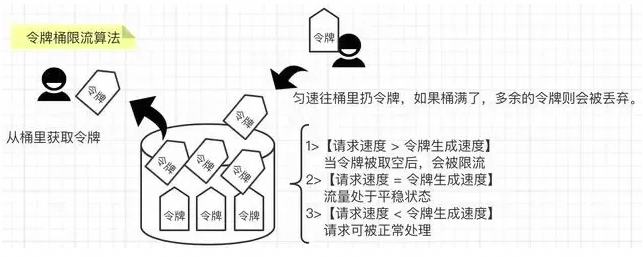 令牌桶限流算法
令牌
令牌
匀速往桶里扔令牌，如果桶满了，多余的令牌则会被丢弃。
令牌
从桶里获取令牌
令牌
令牌
令牌
令牌
令牌
令牌
1>【请求速度 > 令牌生成速度】
当令牌被取空后，会被限流
2>【请求速度 = 令牌生成速度】
流量处于平稳状态
3>【请求速度 < 令牌生成速度】
请求可被正常处理